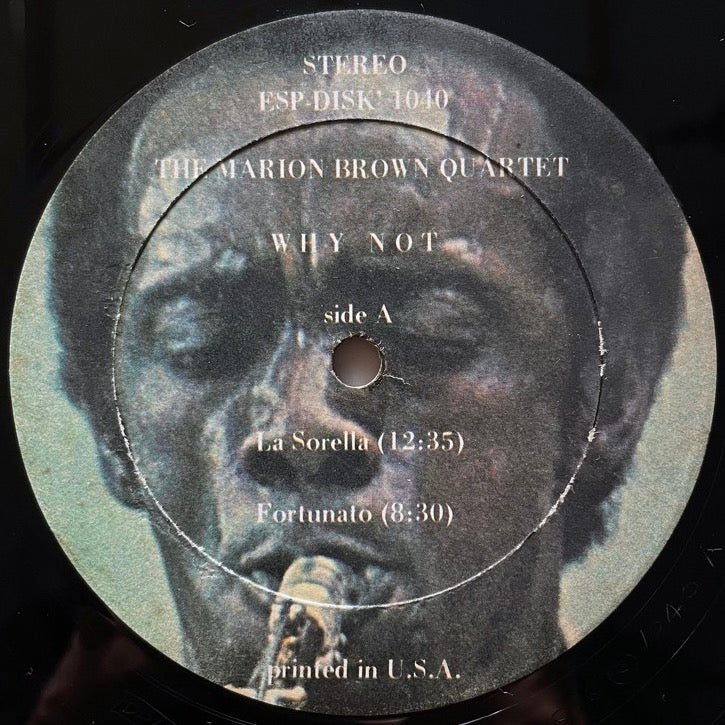 STEREO
ESP-DISK' 1040
THE MARION BROWN QUARTET
WHY NOT
side A
La Sorella (12:35)
Fortunato (8:30)
printed in U.S.A.